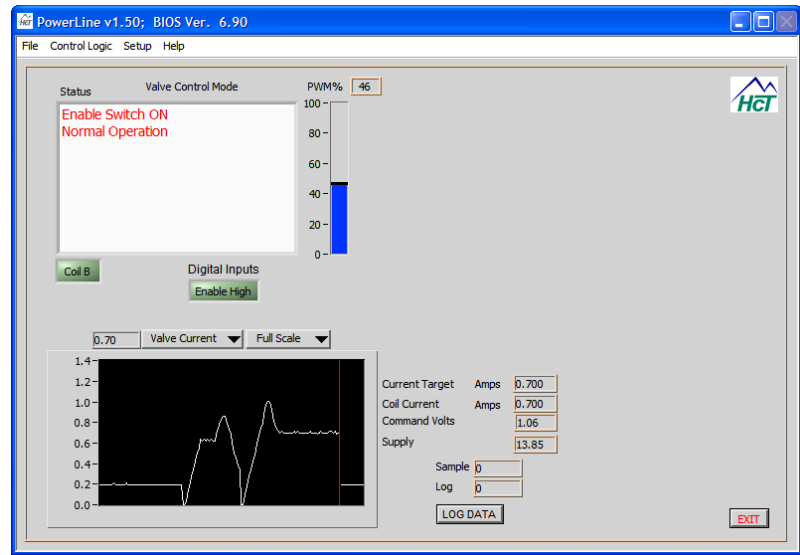 HCT PowerLine v1.50; BIOS Ver. 6.90
File Control Logic Setup Help
Status Valve Control Mode PWM% 46
HCT
Enable Switch ON
Normal Operation
100
80
60
40
20
0
Coil B
Digital Inputs
Enable High
0.70 Valve Current Full Scale
1.4
1.2
1.0
0.8
0.6
0.4
0.2
0.0
Current Target Amps 0.700
Coil Current Amps 0.700
Command Volts 1.06
Supply 13.85
Sample 0
Log 0
LOG DATA
EXIT